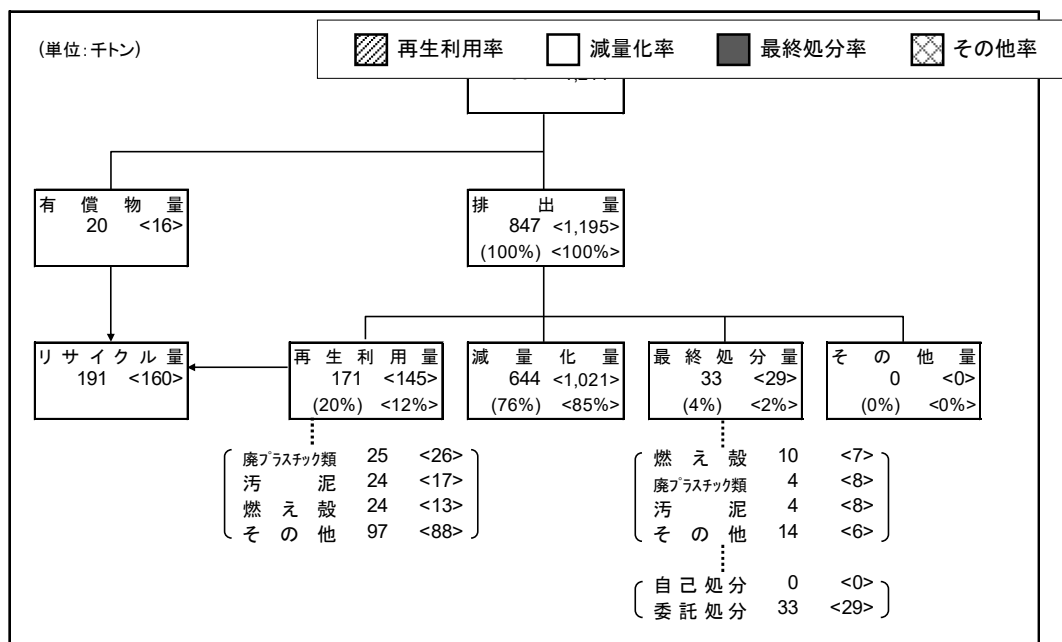 (単位:千トン)
再生利用率 減量化率 最終処分率 その他率
有償物量
20 <16>
排出量
847 <1,195>
(100%) <100%>
リサイクル量
191 <160>
再生利用量
171 <145>
(20%) <12%>
減量化量
644 <1,021>
(76%) <85%>
最終処分量
33 <29>
(4%) <2%>
その他量
0 <0>
(0%) <0%>
廃プラスチック類 25 <26>
汚泥 24 <17>
燃え殻 24 <13>
その他 97 <88>
燃え殻 10 <7>
廃プラスチック類 4 <8>
汚泥 4 <8>
その他 14 <6>
自己処分 0 <0>
委託処分 33 <29>